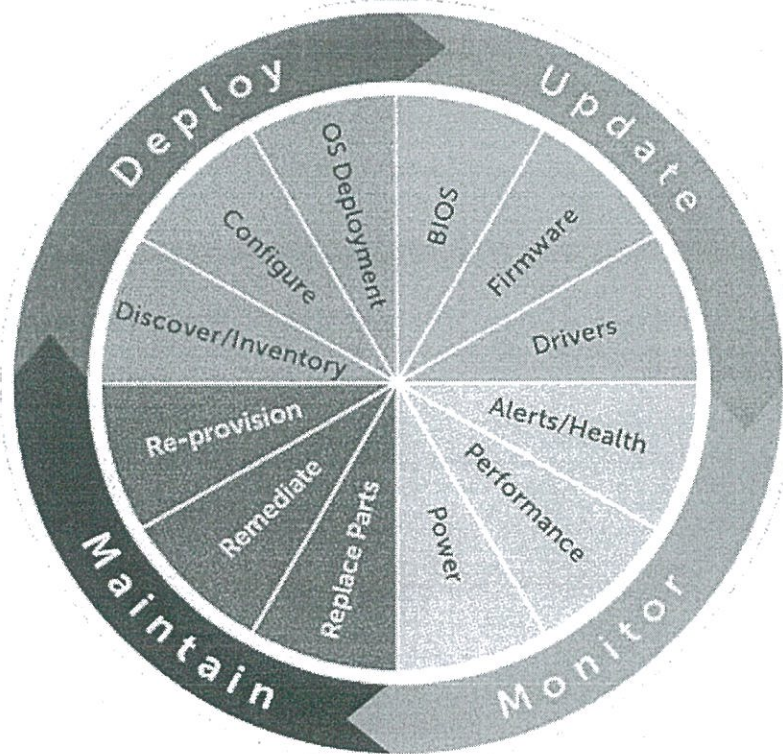 Deploy
Update
Monitor
Maintain
OS Deployment
BIOS
Firmware
Drivers
Alerts/Health
Performance
Power
Replace Parts
Remediate
Re-provision
Discover/Inventory
Configure